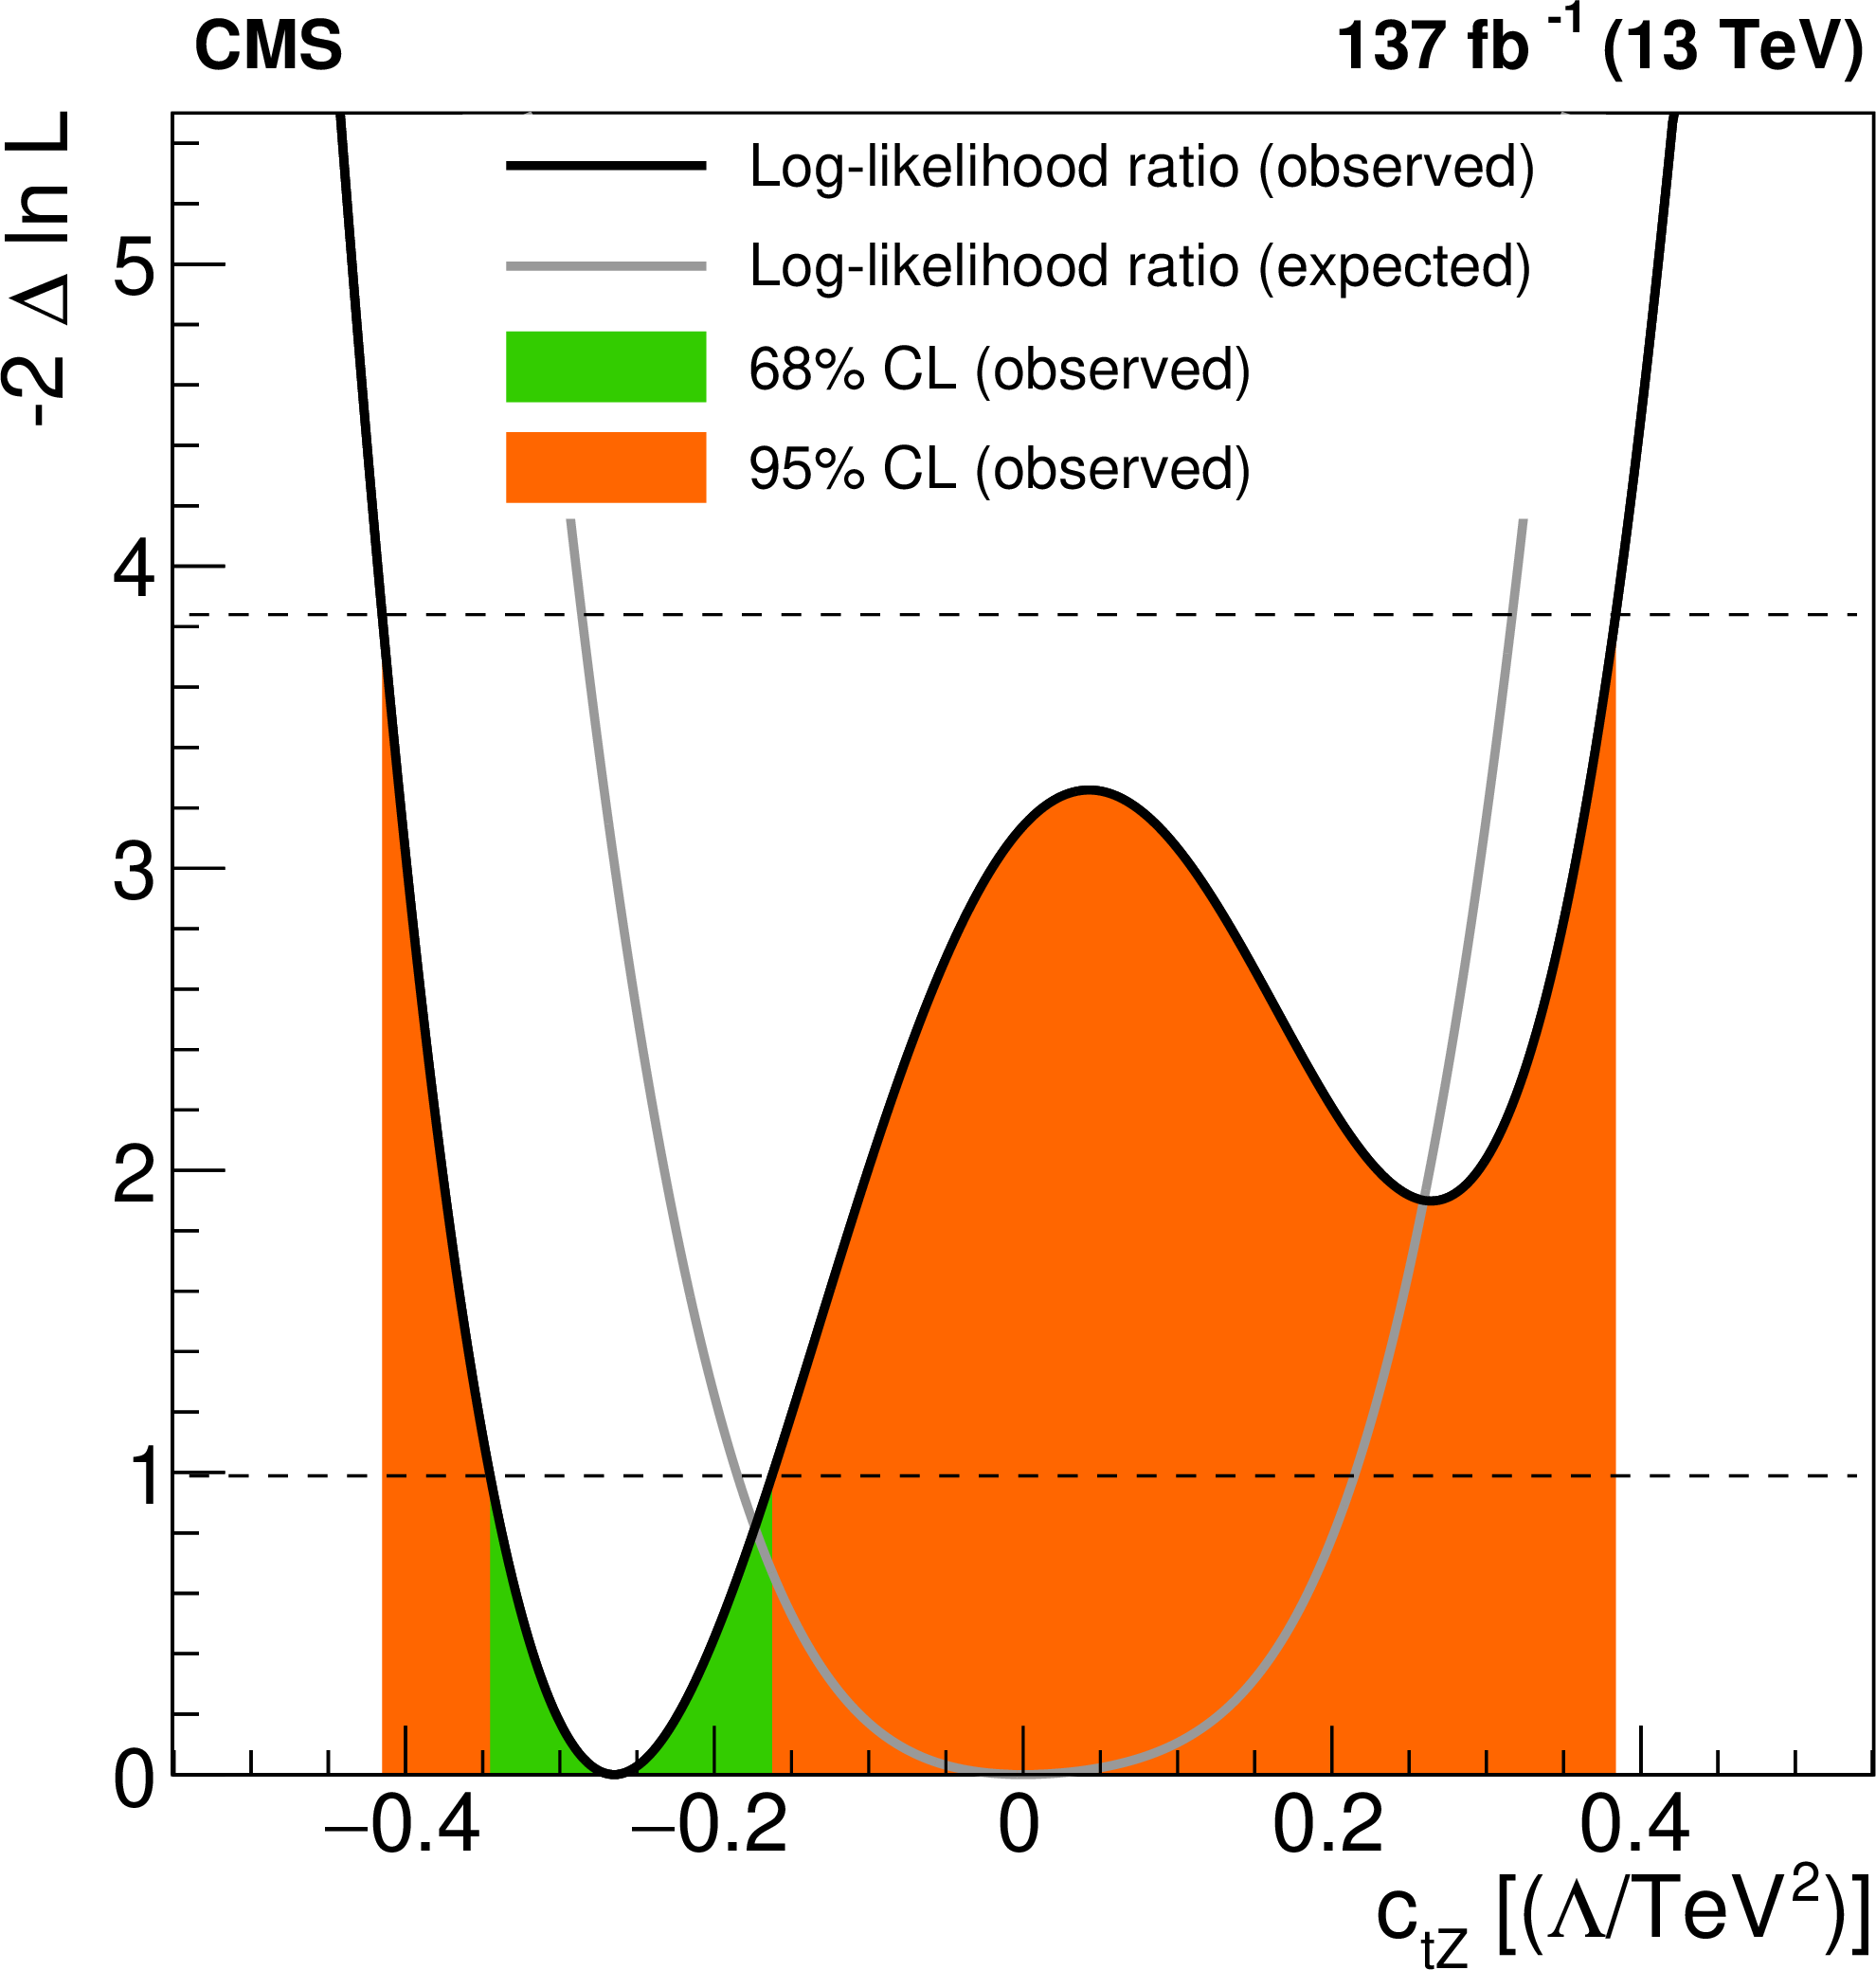 CMS 137 fb⁻¹ (13 TeV)
-2 Δ ln L
Log-likelihood ratio (observed)
Log-likelihood ratio (expected)
68% CL (observed)
95% CL (observed)
5
4
3
2
1
0
−0.4 −0.2 0 0.2 0.4
c_tZ [(Λ/TeV²)]